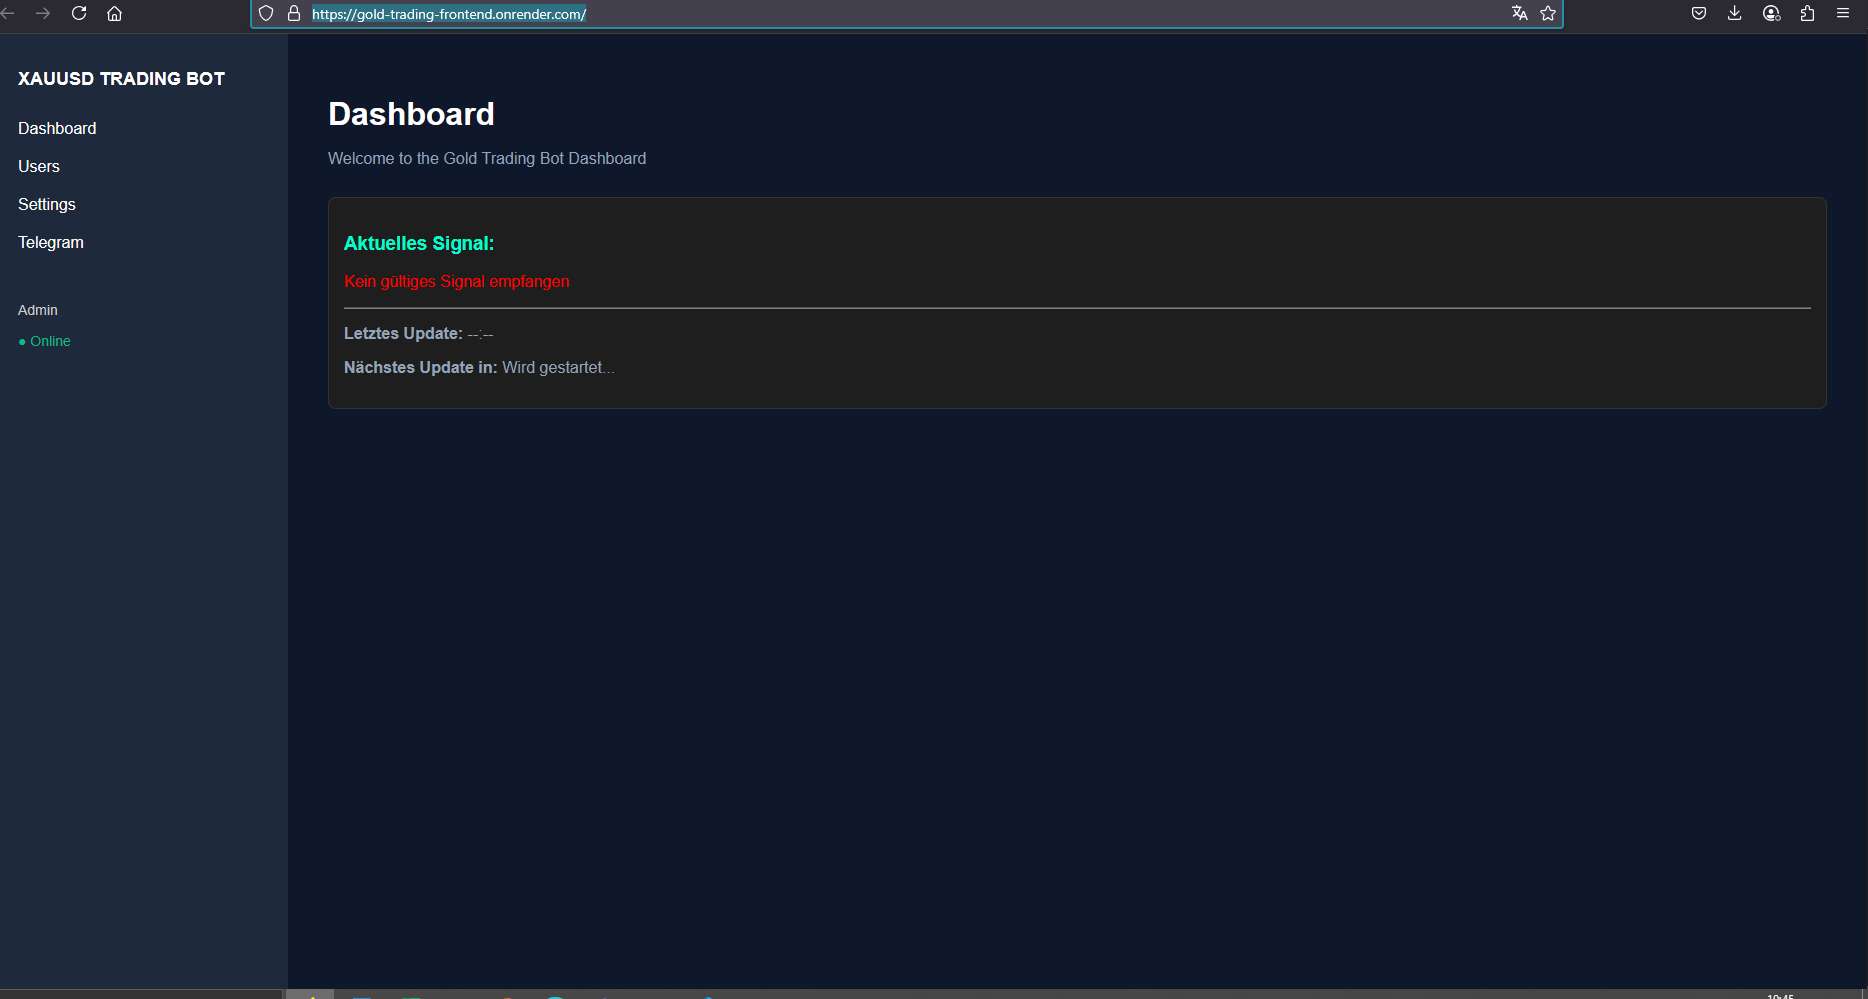 https://gold-trading-frontend.onrender.com/
XAUUSD TRADING BOT
Dashboard
Users
Settings
Telegram
Admin
● Online
Dashboard
Welcome to the Gold Trading Bot Dashboard
Aktuelles Signal:
Kein gültiges Signal empfangen
Letztes Update: --:--
Nächstes Update in: Wird gestartet...